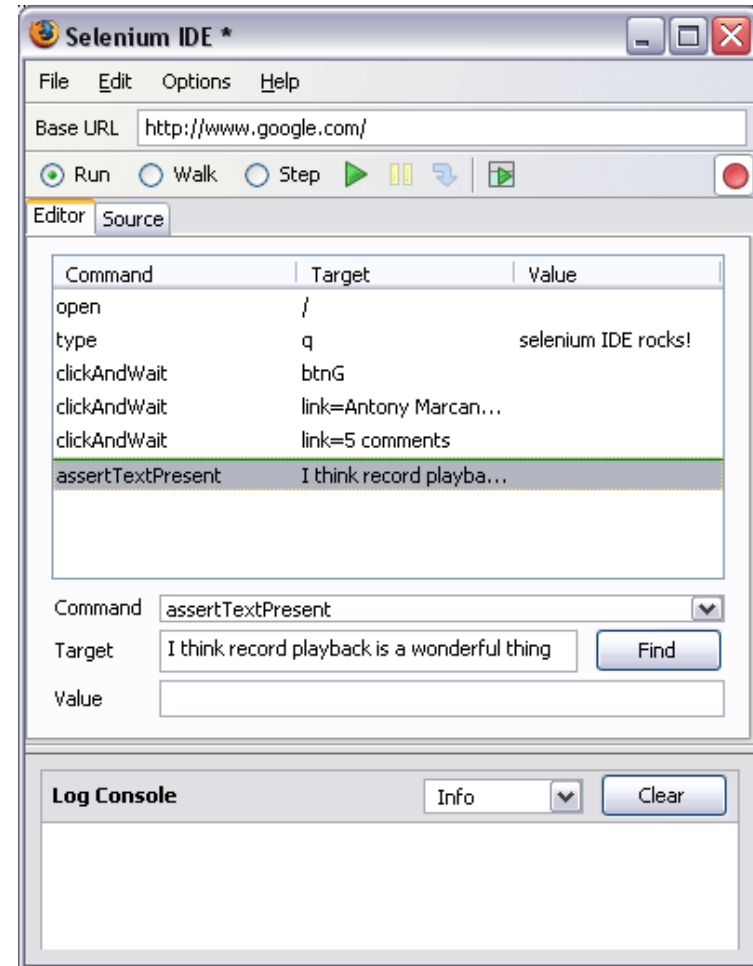 Selenium IDE *
File Edit Options Help
Base URL http://www.google.com/
Run Walk Step
Editor Source
Command Target Value
open /
type q selenium IDE rocks!
clickAndWait btnG
clickAndWait link=Antony Marcan...
clickAndWait link=5 comments
assertTextPresent I think record playba...
Command assertTextPresent
Target I think record playback is a wonderful thing Find
Value
Log Console Info Clear